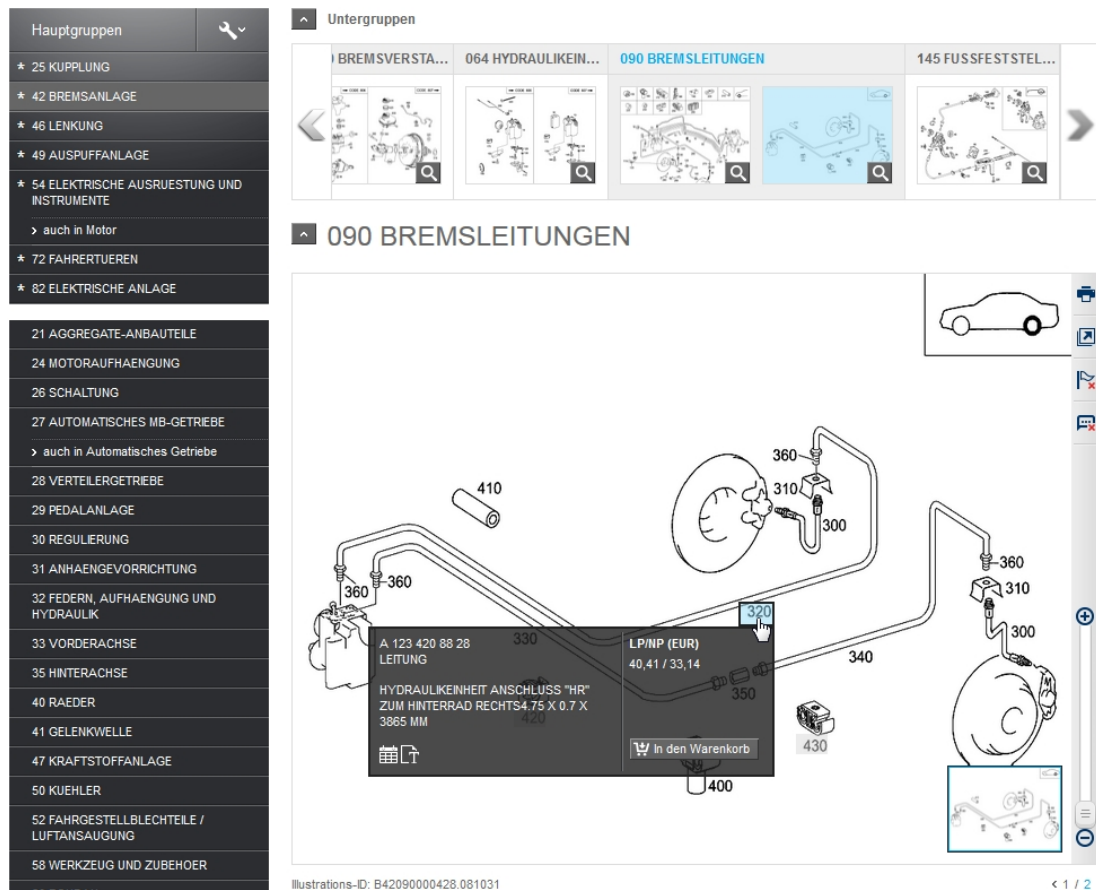 Hauptgruppen
* 25 KUPPLUNG
* 42 BREMSANLAGE
* 46 LENKUNG
* 49 AUSPUFFANLAGE
* 54 ELEKTRISCHE AUSRUESTUNG UND
INSTRUMENTE
› auch in Motor
* 72 FAHRERTUEREN
* 82 ELEKTRISCHE ANLAGE
21 AGGREGATE-ANBAUTEILE
24 MOTORAUFHAENGUNG
26 SCHALTUNG
27 AUTOMATISCHES MB-GETRIEBE
› auch in Automatisches Getriebe
28 VERTEILERGETRIEBE
29 PEDALANLAGE
30 REGULIERUNG
31 ANHAENGEVORRICHTUNG
32 FEDERN, AUFHAENGUNG UND
HYDRAULIK
33 VORDERACHSE
35 HINTERACHSE
40 RAEDER
41 GELENKWELLE
47 KRAFTSTOFFANLAGE
50 KUEHLER
52 FAHRGESTELLBLECHTEILE /
LUFTANSAUGUNG
58 WERKZEUG UND ZUBEHOER
Untergruppen
BREMSVERSTA...
064 HYDRAULIKEIN...
090 BREMSLEITUNGEN
145 FUSSFESTSTEL...
090 BREMSLEITUNGEN
360
410
310
300
360
360
360
310
320
300
330
340
350
420
430
400
A 123 420 88 28
LEITUNG
HYDRAULIKEINHEIT ANSCHLUSS "HR"
ZUM HINTERRAD RECHTS4.75 X 0.7 X
3865 MM
LP/NP (EUR)
40,41 / 33,14
In den Warenkorb
Illustrations-ID: B42090000428.081031
‹ 1 / 2